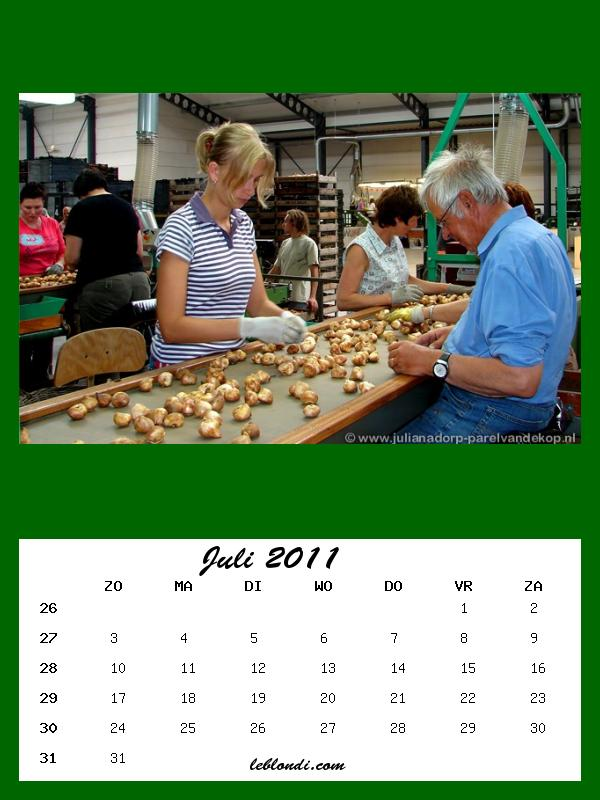 © www.julianadorp-parelvandekop.nl
Juli 2011
ZO MA DI WO DO VR ZA
26 1 2
27 3 4 5 6 7 8 9
28 10 11 12 13 14 15 16
29 17 18 19 20 21 22 23
30 24 25 26 27 28 29 30
31 31
leblondi.com